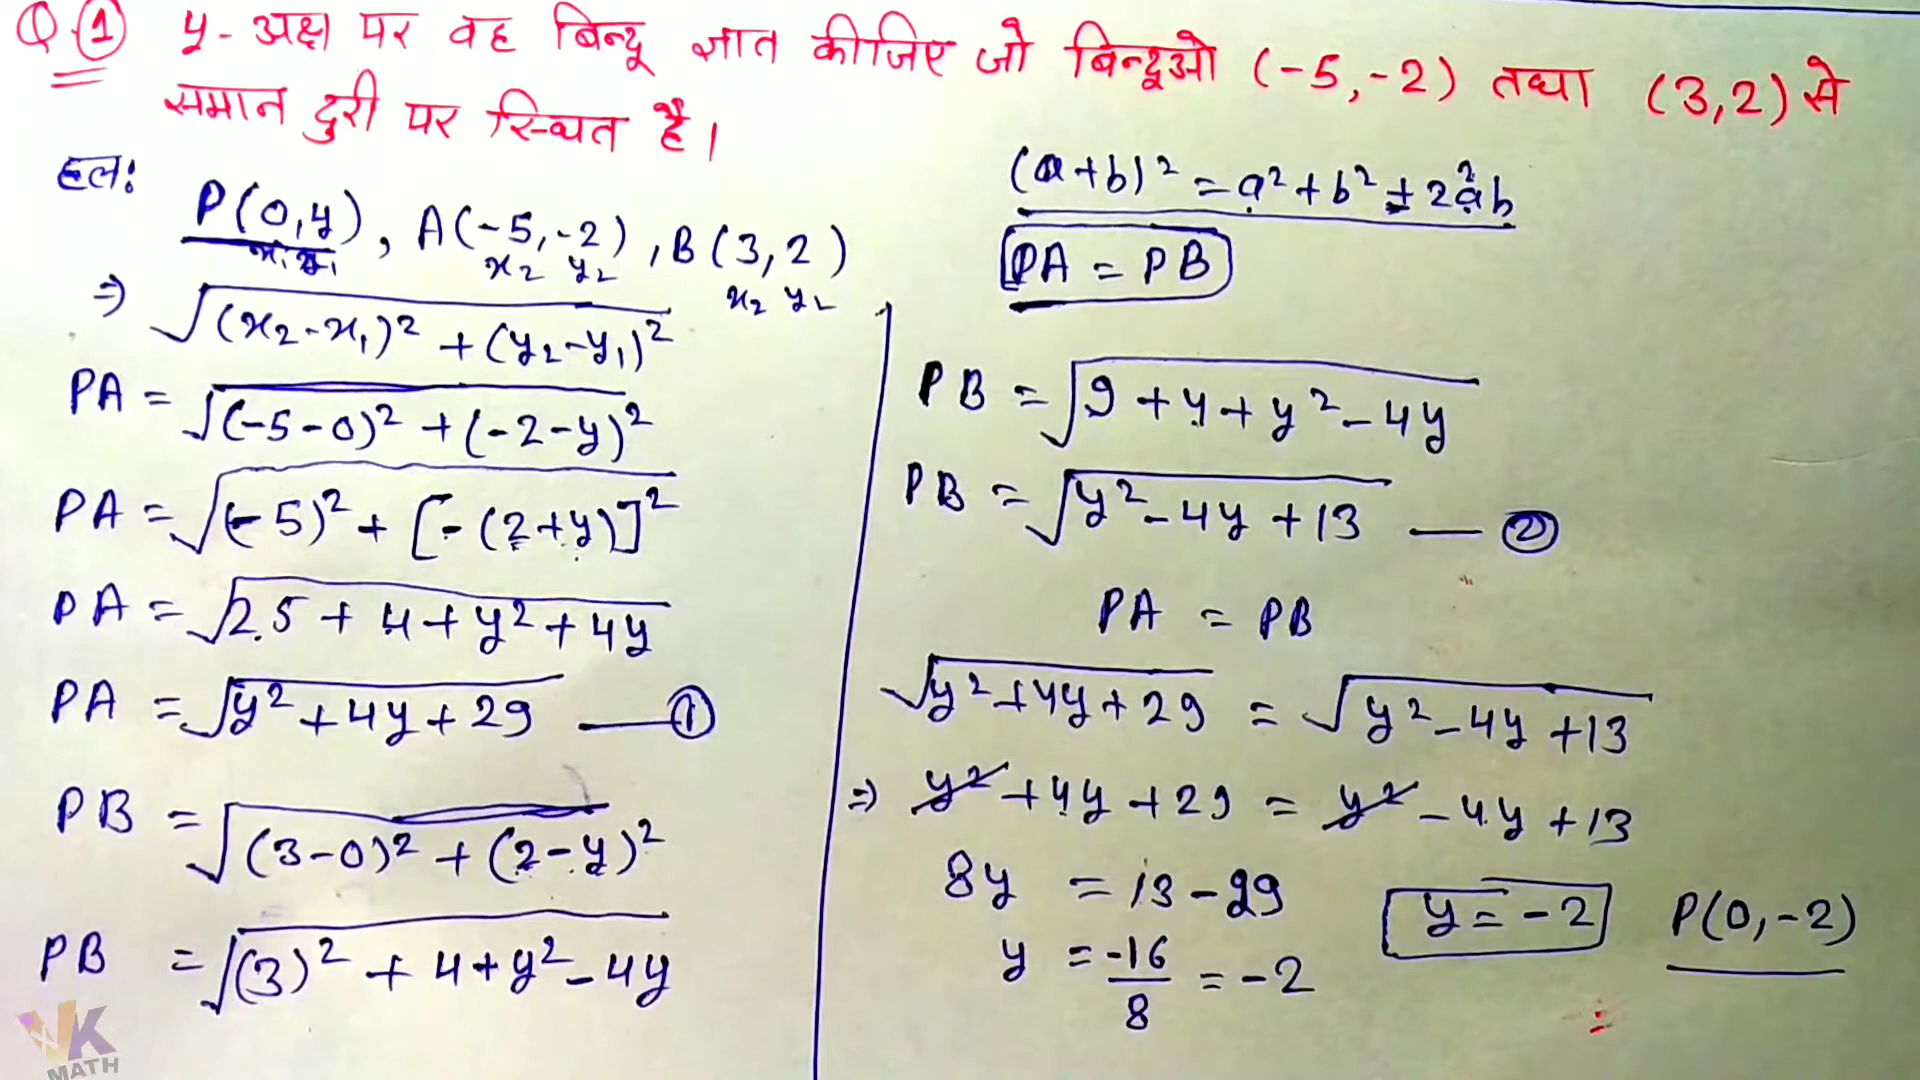 Q.① y- अक्ष पर वह बिन्दू ज्ञात कीजिए जो बिन्दूओ (-5,-2) तथा (3,2) से
समान दुरी पर स्थित है।
हल:
P(0,y), A(-5,-2), B(3,2)
x₁ y₁ x₂ y₂ x₂ y₂
⇒ √(x₂-x₁)² + (y₂-y₁)²
PA = √(-5-0)² + (-2-y)²
PA = √(-5)² + [-(2+y)]²
PA = √25 + 4 + y² + 4y
PA = √y² + 4y + 29 — ①
PB = √(3-0)² + (2-y)²
PB = √(3)² + 4 + y² - 4y
(a+b)² = a² + b² ± 2²ab
PA = PB
PB = √9 + 4 + y² - 4y
PB = √y² - 4y + 13 — ②
PA = PB
√y² + 4y + 29 = √y² - 4y + 13
⇒ y² + 4y + 29 = y² - 4y + 13
8y = 13 - 29
y = -16/8 = -2
y = -2
P(0,-2)
VK
MATH